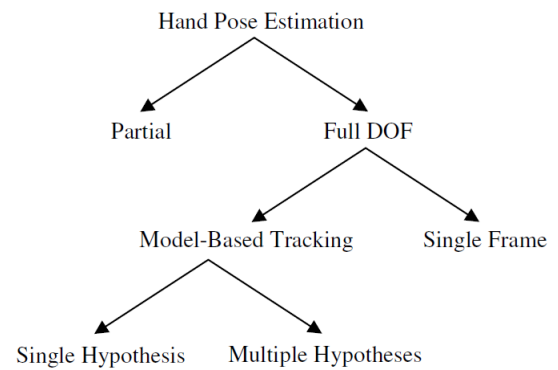 Hand Pose Estimation
Partial
Full DOF
Model-Based Tracking
Single Frame
Single Hypothesis
Multiple Hypotheses